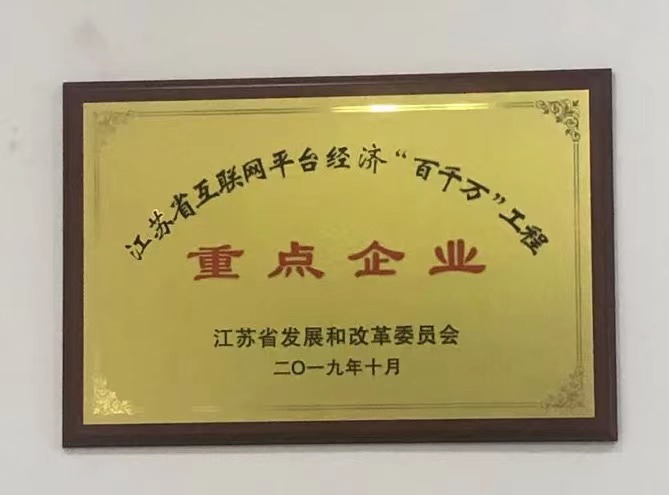 江苏省互联网平台经济“百千万”工程
重点企业
江苏省发展和改革委员会
二〇一九年十月